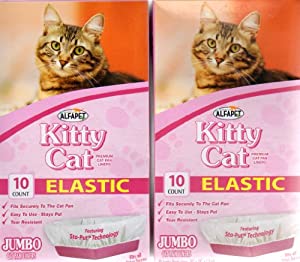 ALFAPET
Kitty
Cat
PREMIUM
CAT PAN
LINERS
10
COUNT
ELASTIC
Fits Securely To The Cat Pan
Easy To Use - Stays Put
Tear Resistant
Featuring
Sta-Put Technology
JUMBO
ALFAPET
Kitty
Cat
PREMIUM
CAT PAN
LINERS
10
COUNT
ELASTIC
Fits Securely To The Cat Pan
Easy To Use - Stays Put
Tear Resistant
Featuring
Sta-Put Technology
JUMBO